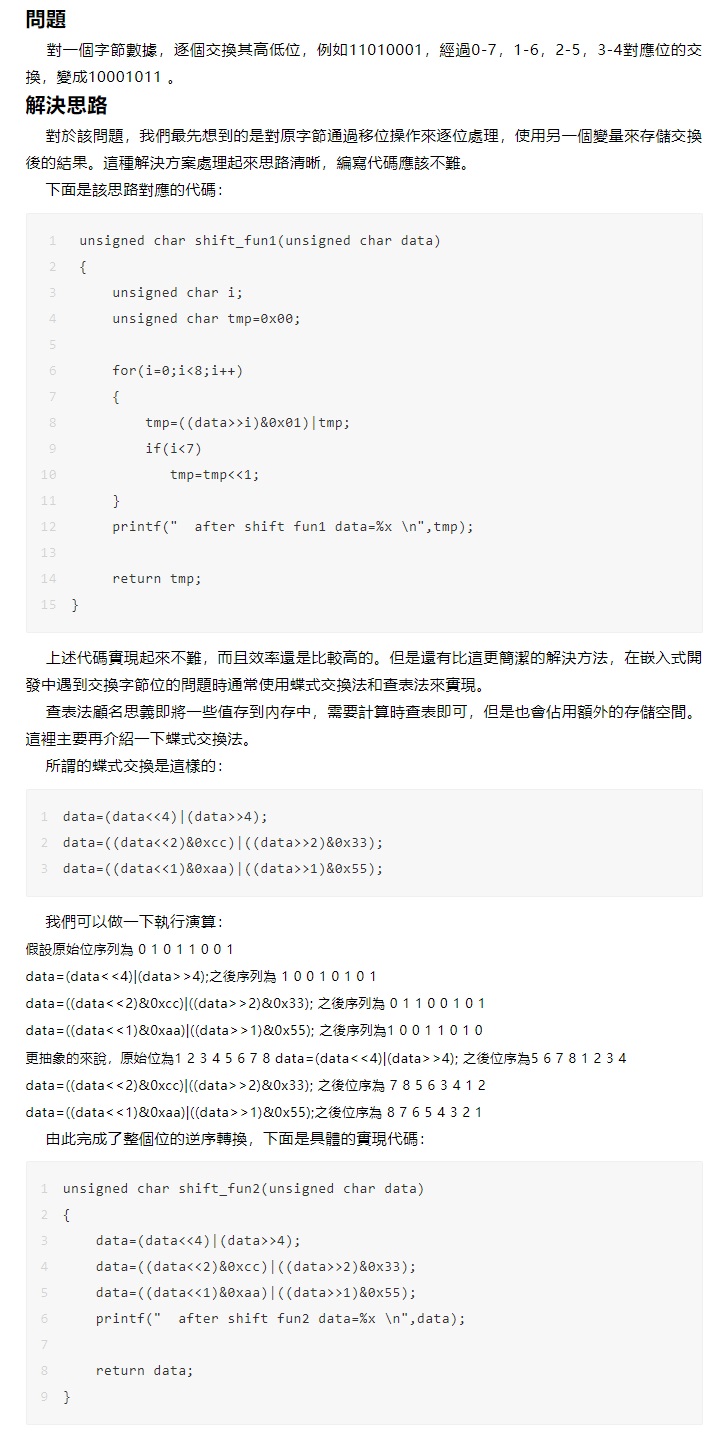 問題
對一個字節數據，逐個交換其高低位，例如11010001，經過0-7，1-6，2-5，3-4對應位的交
換，變成10001011 。
解決思路
對於該問題，我們最先想到的是對原字節通過移位操作來逐位處理，使用另一個變量來存儲交換
後的結果。這種解決方案處理起來思路清晰，編寫代碼應該不難。
下面是該思路對應的代碼：
1 unsigned char shift_fun1(unsigned char data)
2 {
3     unsigned char i;
4     unsigned char tmp=0x00;
5
6     for(i=0;i<8;i++)
7     {
8         tmp=((data>>i)&0x01)|tmp;
9         if(i<7)
10            tmp=tmp<<1;
11    }
12    printf("  after shift fun1 data=%x \n",tmp);
13
14    return tmp;
15 }
上述代碼實現起來不難，而且效率還是比較高的。但是還有比這更簡潔的解決方法，在嵌入式開
發中遇到交換字節位的問題時通常使用蝶式交換法和查表法來實現。
查表法顧名思義即將一些值存到内存中，需要計算時查表即可，但是也會佔用額外的存儲空間。
這裡主要再介紹一下蝶式交換法。
所謂的蝶式交換是這樣的：
1 data=(data<<4)|(data>>4);
2 data=((data<<2)&0xcc)|((data>>2)&0x33);
3 data=((data<<1)&0xaa)|((data>>1)&0x55);
我們可以做一下執行演算：
假設原始位序列為 0 1 0 1 1 0 0 1
data=(data<<4)|(data>>4);之後序列為 1 0 0 1 0 1 0 1
data=((data<<2)&0xcc)|((data>>2)&0x33); 之後序列為 0 1 1 0 0 1 0 1
data=((data<<1)&0xaa)|((data>>1)&0x55); 之後序列為1 0 0 1 1 0 1 0
更抽象的來說，原始位為1 2 3 4 5 6 7 8 data=(data<<4)|(data>>4); 之後位序為5 6 7 8 1 2 3 4
data=((data<<2)&0xcc)|((data>>2)&0x33); 之後位序為 7 8 5 6 3 4 1 2
data=((data<<1)&0xaa)|((data>>1)&0x55);之後位序為 8 7 6 5 4 3 2 1
由此完成了整個位的逆序轉換，下面是具體的實現代碼：
1 unsigned char shift_fun2(unsigned char data)
2 {
3     data=(data<<4)|(data>>4);
4     data=((data<<2)&0xcc)|((data>>2)&0x33);
5     data=((data<<1)&0xaa)|((data>>1)&0x55);
6     printf("  after shift fun2 data=%x \n",data);
7
8     return data;
9 }